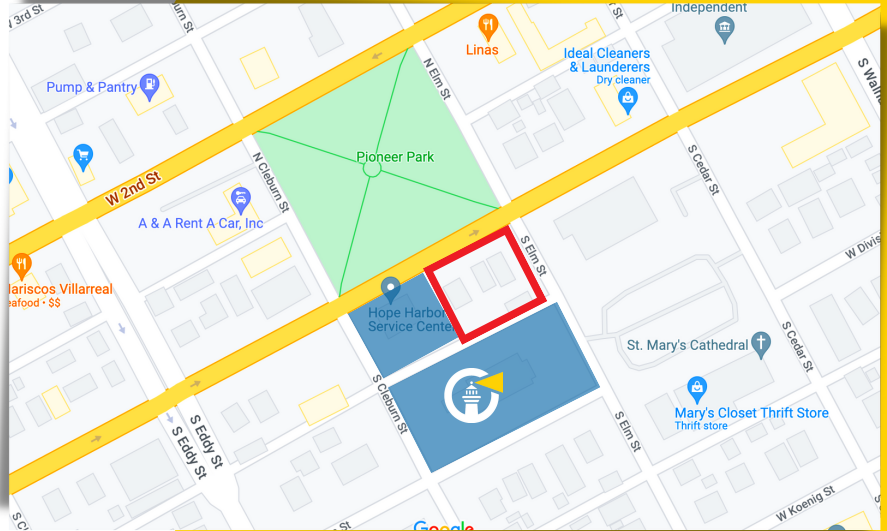 W 3rd St
Independent
Linas
Ideal Cleaners
& Launderers
Dry cleaner
Pump & Pantry
N Elm St
Pioneer Park
W 2nd St
N Cleburn St
S Cedar St
A & A Rent A Car, Inc
S Elm St
Mariscos Villarreal
eafood • $$
Hope Harbor
Service Center
St. Mary's Cathedral
S Cedar St
S Cleburn St
Mary's Closet Thrift Store
Thrift store
S Eddy St
S Eddy St
S Elm St
W Koenig St
Google